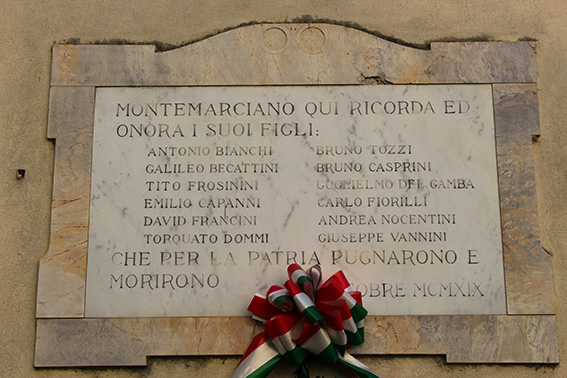 MONTEMARCIANO QUI RICORDA ED
ONORA I SUOI FIGLI:
ANTONIO BIANCHI BRUNO TOZZI
GALILEO BECATTINI BRUNO CASPRINI
TITO FROSININI GUGLIELMO DEL GAMBA
EMILIO CAPANNI CARLO FIORILLI
DAVID FRANCINI ANDREA NOCENTINI
TORQUATO DOMMI GIUSEPPE VANNINI
CHE PER LA PATRIA PUGNARONO E
MORIRONO TOBRE MCMXIX